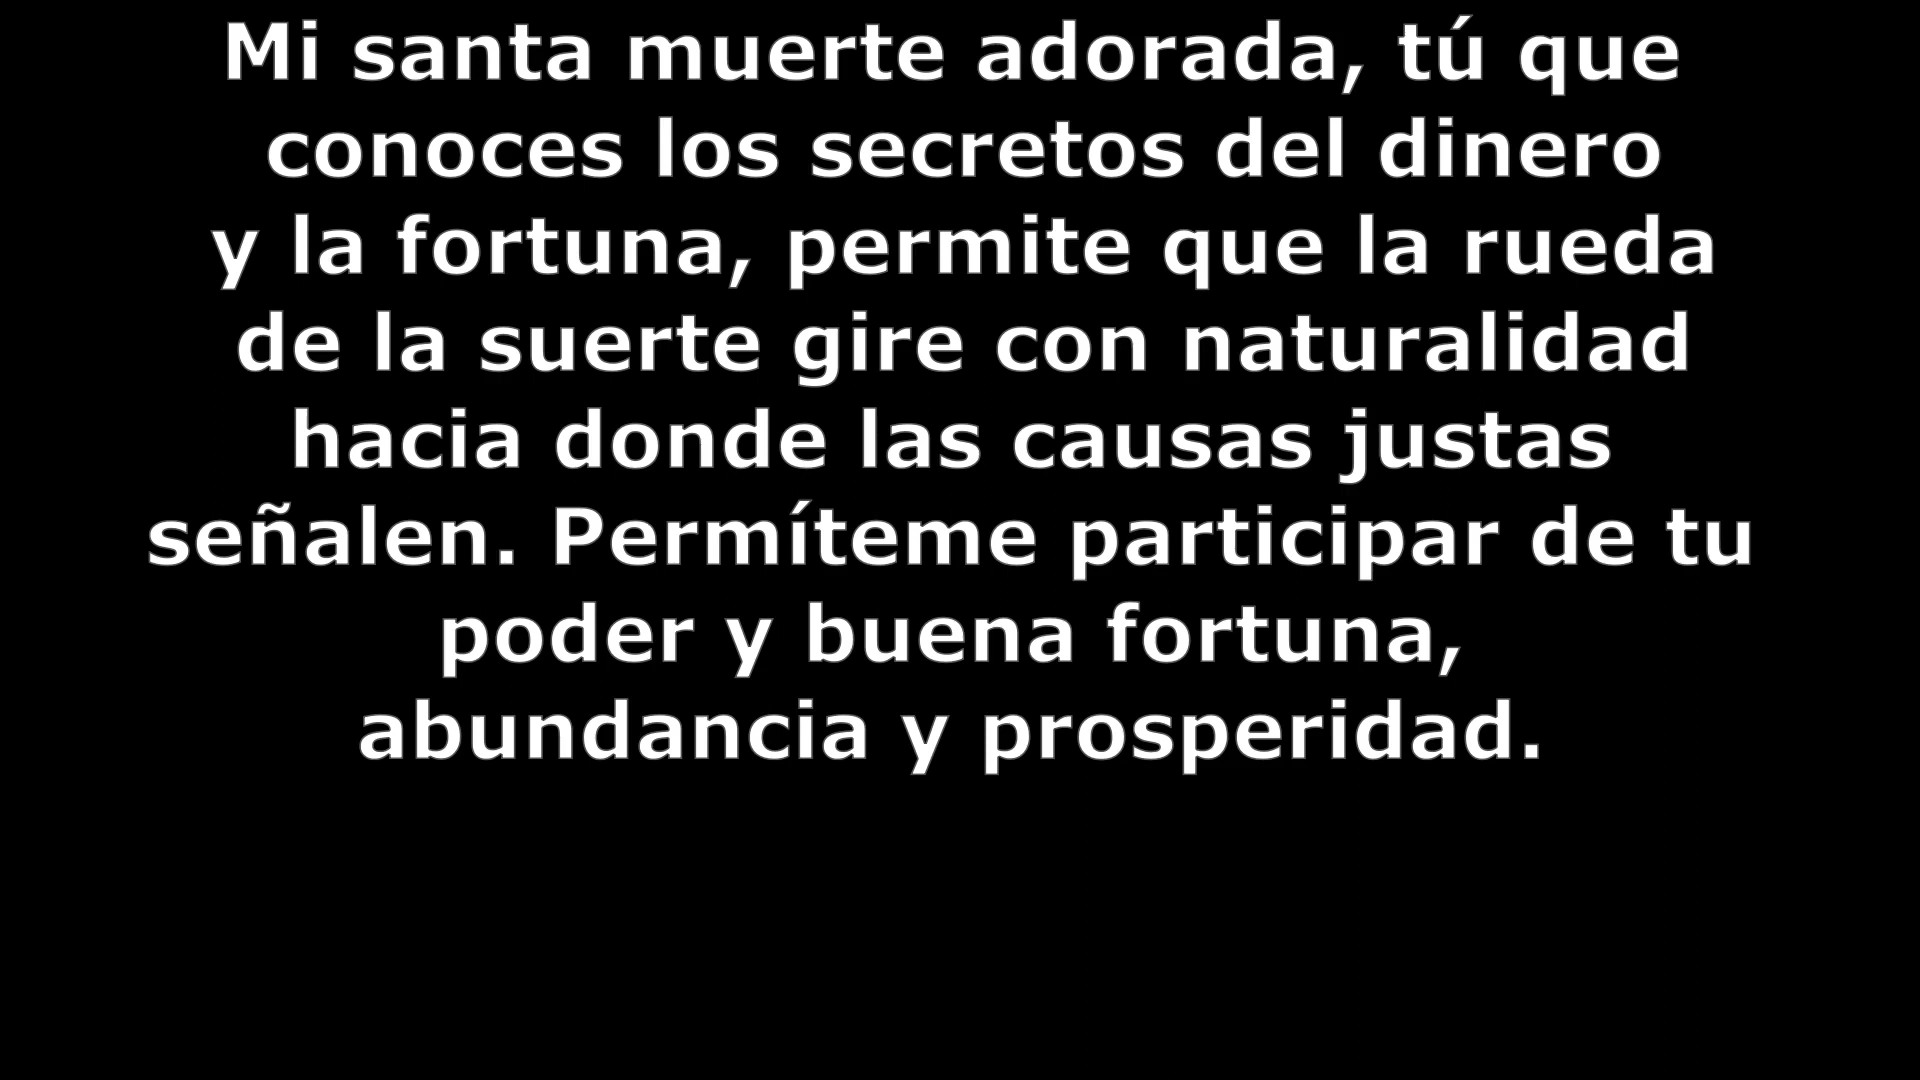 Mi santa muerte adorada, tú que
conoces los secretos del dinero
y la fortuna, permite que la rueda
de la suerte gire con naturalidad
hacia donde las causas justas
señalen. Permíteme participar de tu
poder y buena fortuna,
abundancia y prosperidad.